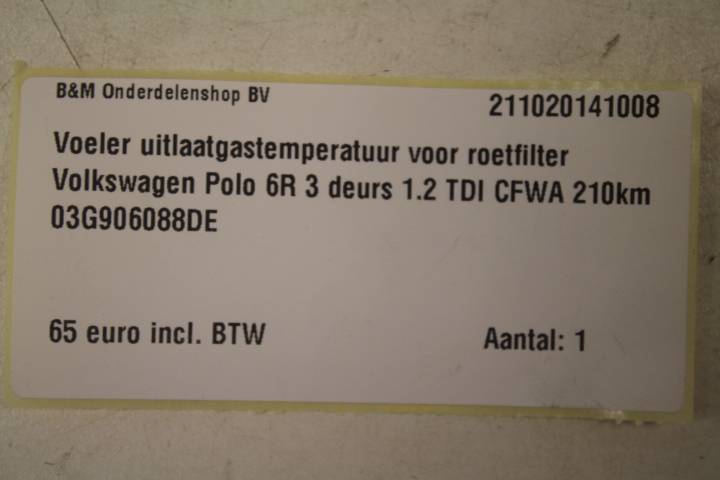 B&M Onderdelenshop BV
211020141008
Voeler uitlaatgastemperatuur voor roetfilter
Volkswagen Polo 6R 3 deurs 1.2 TDI CFWA 210km
03G906088DE
65 euro incl. BTW
Aantal: 1